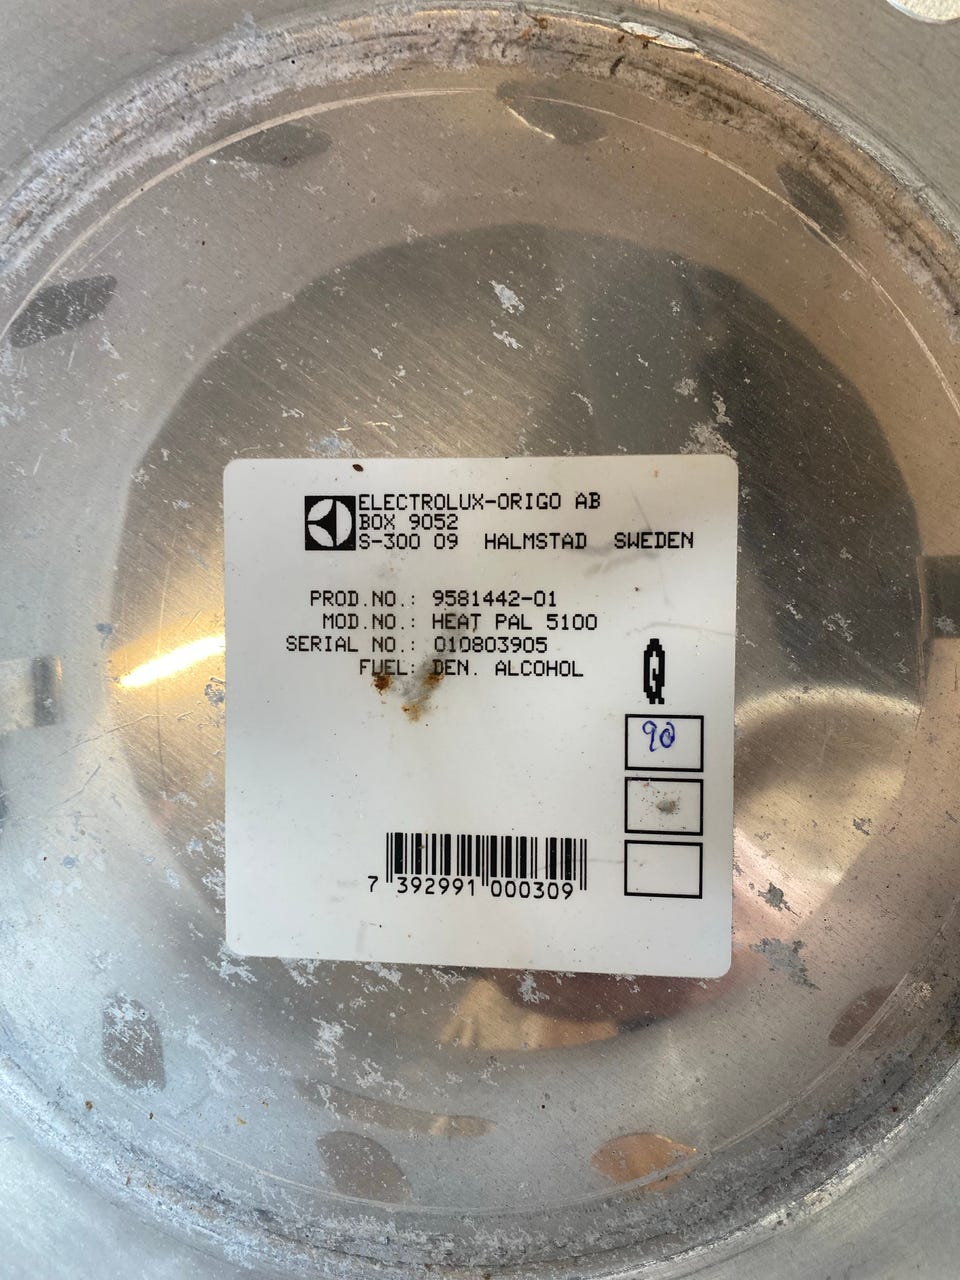 ELECTROLUX-ORIGO AB
BOX 9052
S-300 09 HALMSTAD SWEDEN
PROD.NO.: 9581442-01
MOD.NO.: HEAT PAL 5100
SERIAL NO.: 010803905
FUEL: DEN. ALCOHOL
Q
90
7 392991 000309